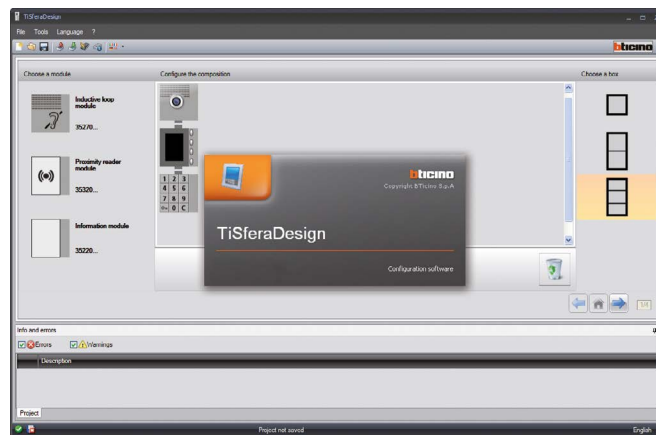 TiSferaDesign
File Tools Language ?
bticino
Choose a module
Configure the composition
Choose a box
Inductive loop
module
35270...
Proximity reader
module
35320...
Information module
35220...
1 2 3
4 5 6
7 8 9
0 C
bticino
Copyright BTicino S.p.A
TiSferaDesign
Configuration software
Info and errors
Errors Warnings
Description
Project
Project not saved
English